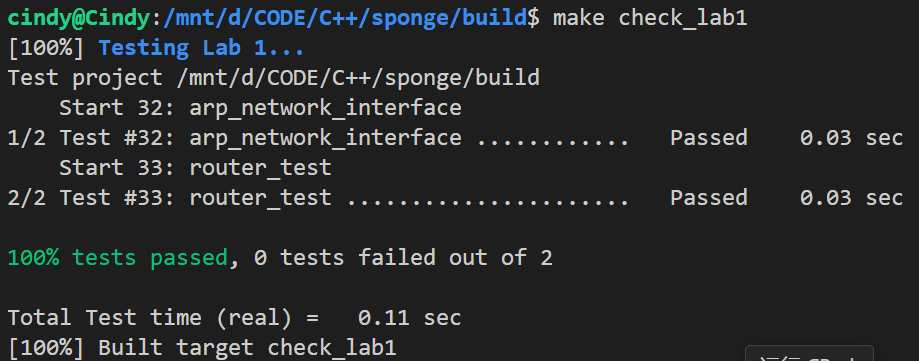 cindy@Cindy:/mnt/d/CODE/C++/sponge/build$ make check_lab1
[100%] Testing Lab 1...
Test project /mnt/d/CODE/C++/sponge/build
    Start 32: arp_network_interface
1/2 Test #32: arp_network_interface ............   Passed    0.03 sec
    Start 33: router_test
2/2 Test #33: router_test ......................   Passed    0.03 sec

100% tests passed, 0 tests failed out of 2

Total Test time (real) =   0.11 sec
[100%] Built target check_lab1